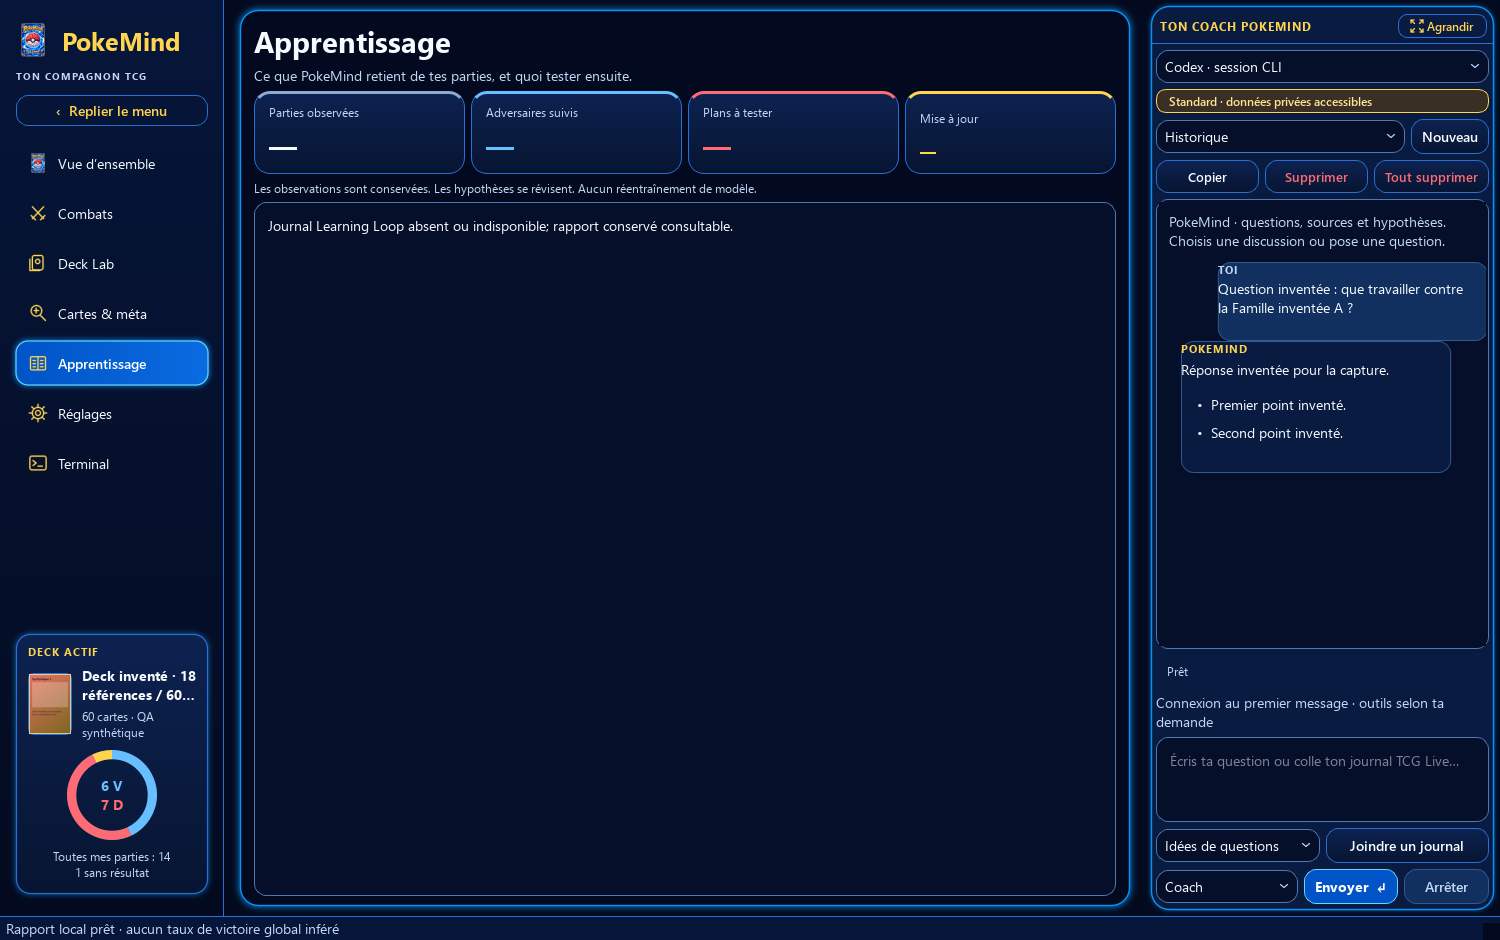 PokeMind
TON COMPAGNON TCG
‹ Replier le menu
Vue d’ensemble
Combats
Deck Lab
Cartes & méta
Apprentissage
Réglages
Terminal
DECK ACTIF
Deck inventé · 18
références / 60…
60 cartes · QA
synthétique
6 V
7 D
Toutes mes parties : 14
1 sans résultat
Apprentissage
Ce que PokeMind retient de tes parties, et quoi tester ensuite.
Parties observées
—
Adversaires suivis
—
Plans à tester
—
Mise à jour
—
Les observations sont conservées. Les hypothèses se révisent. Aucun réentraînement de modèle.
Journal Learning Loop absent ou indisponible; rapport conservé consultable.
TON COACH POKEMIND
Agrandir
Codex · session CLI
Standard · données privées accessibles
Historique
Nouveau
Copier
Supprimer
Tout supprimer
PokeMind · questions, sources et hypothèses.
Choisis une discussion ou pose une question.
TOI
Question inventée : que travailler contre
la Famille inventée A ?
POKEMIND
Réponse inventée pour la capture.
• Premier point inventé.
• Second point inventé.
Prêt
Connexion au premier message · outils selon ta
demande
Écris ta question ou colle ton journal TCG Live…
Idées de questions
Joindre un journal
Coach
Envoyer ↲
Arrêter
Rapport local prêt · aucun taux de victoire global inféré